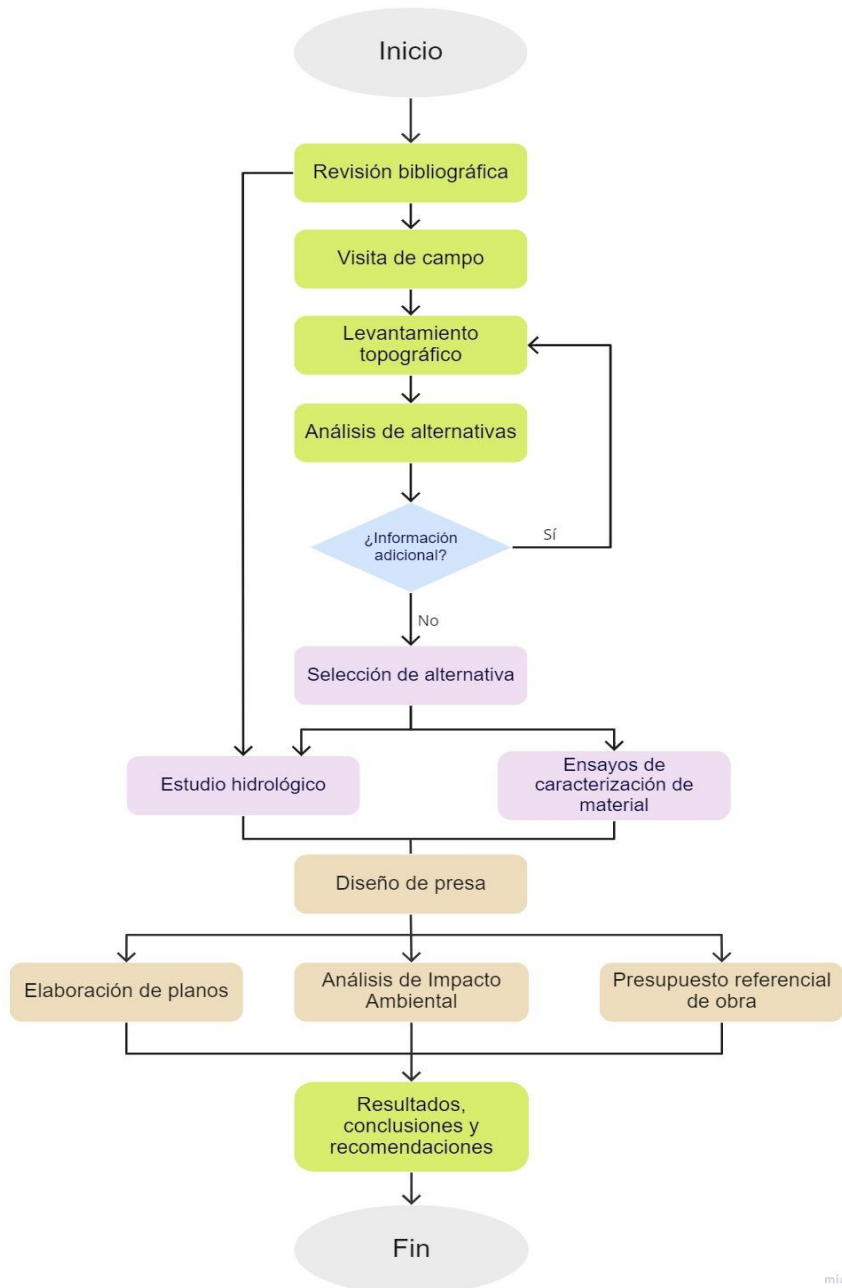 Inicio
Revisión bibliográfica
Visita de campo
Levantamiento
topográfico
Análisis de alternativas
¿Información
adicional?
Sí
No
Selección de alternativa
Estudio hidrológico
Ensayos de
caracterización de
material
Diseño de presa
Elaboración de planos
Análisis de Impacto
Ambiental
Presupuesto referencial
de obra
Resultados,
conclusiones y
recomendaciones
Fin